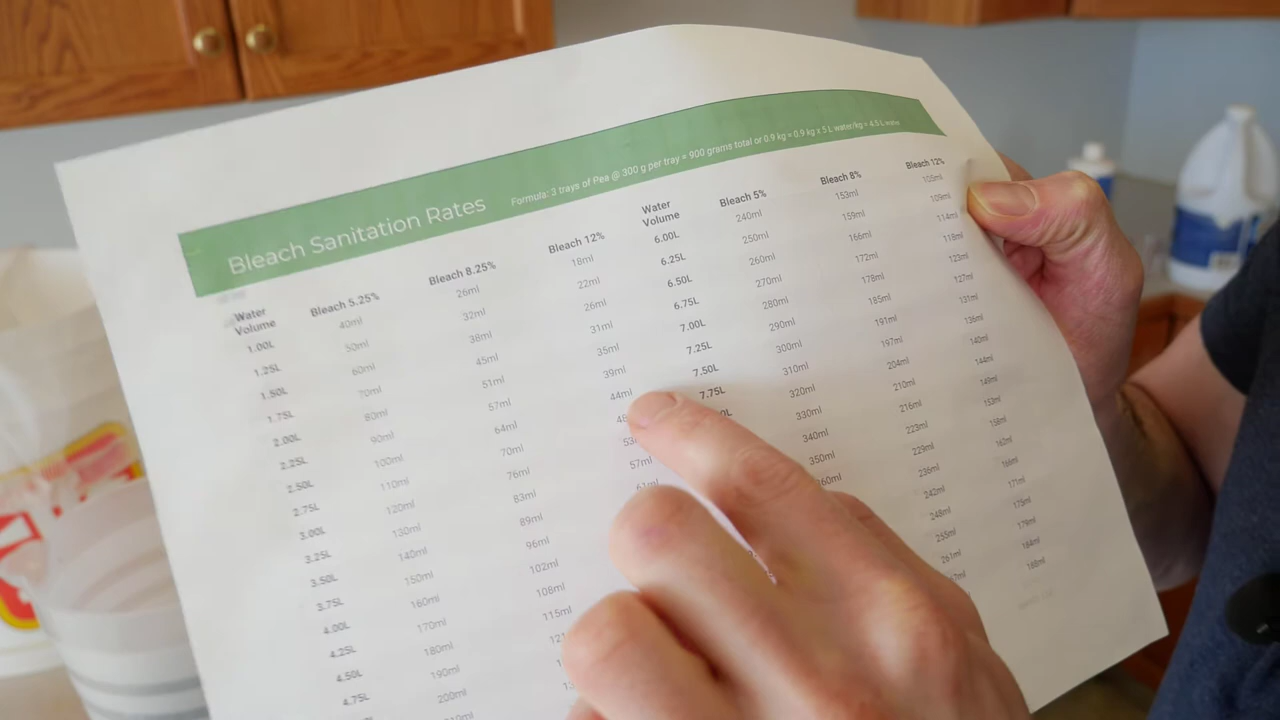 Bleach Sanitation Rates Formula: 3 trays of Pea @ 300 g per tray = 900 grams total or 0.9 kg = 0.9 kg x 5 L water/kg = 4.5 L water
Water Volume Bleach 5.25% Bleach 8.25% Bleach 12% Water Volume Bleach 5% Bleach 8% Bleach 12%
1.00L 40ml 26ml 18ml 6.00L 240ml 153ml 105ml
1.25L 50ml 32ml 22ml 6.25L 250ml 159ml 109ml
1.50L 60ml 38ml 26ml 6.50L 260ml 166ml 114ml
1.75L 70ml 45ml 31ml 6.75L 270ml 172ml 118ml
2.00L 80ml 51ml 35ml 7.00L 280ml 178ml 123ml
2.25L 90ml 57ml 39ml 7.25L 290ml 185ml 127ml
2.50L 100ml 64ml 44ml 7.50L 300ml 191ml 131ml
2.75L 110ml 70ml 48 7.75L 310ml 197ml 136ml
3.00L 120ml 76ml 53 0L 320ml 204ml 140ml
3.25L 130ml 83ml 57ml 330ml 210ml 144ml
3.50L 140ml 89ml 61ml 340ml 216ml 149ml
3.75L 150ml 96ml 350ml 223ml 153ml
4.00L 160ml 102ml 360ml 229ml 158ml
4.25L 170ml 108ml 236ml 162ml
4.50L 180ml 115ml 242ml 166ml
4.75L 190ml 121 248ml 171ml
200ml 255ml 175ml
261ml 179ml
184ml
188ml